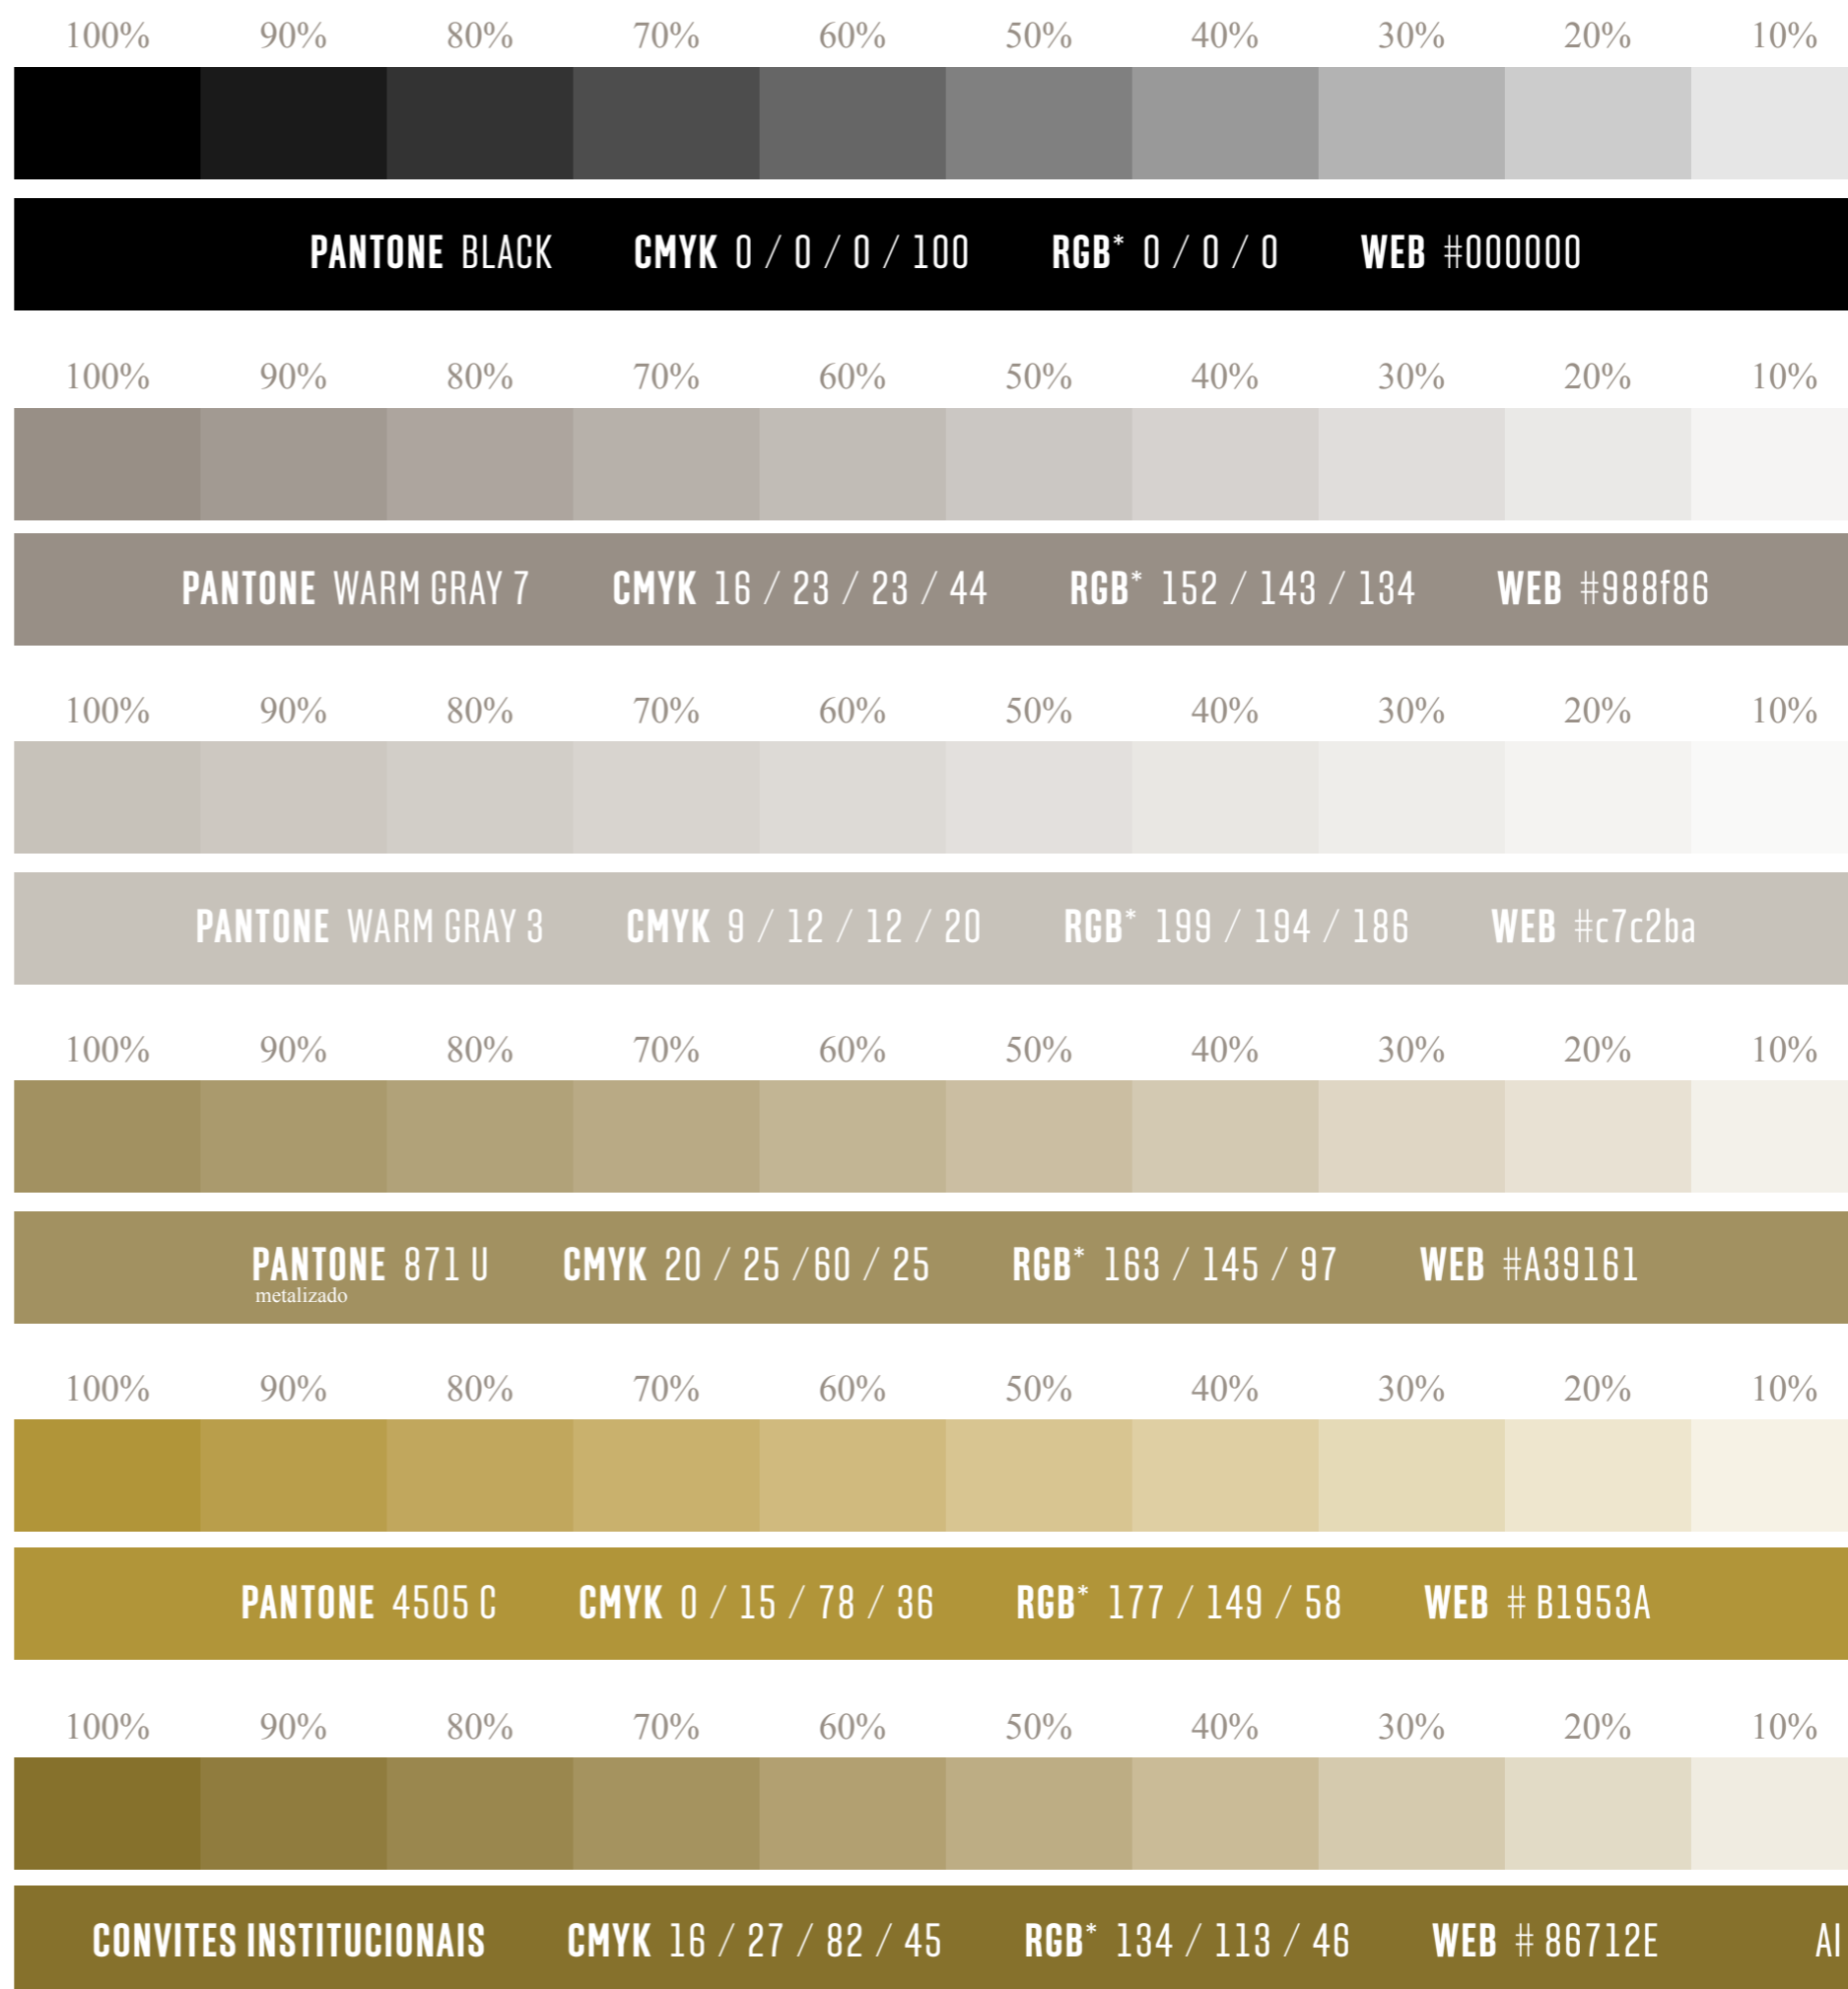 100% 90% 80% 70% 60% 50% 40% 30% 20% 10%
PANTONE BLACK CMYK 0 / 0 / 0 / 100 RGB* 0 / 0 / 0 WEB #000000
100% 90% 80% 70% 60% 50% 40% 30% 20% 10%
PANTONE WARM GRAY 7 CMYK 16 / 23 / 23 / 44 RGB* 152 / 143 / 134 WEB #988f86
100% 90% 80% 70% 60% 50% 40% 30% 20% 10%
PANTONE WARM GRAY 3 CMYK 9 / 12 / 12 / 20 RGB* 199 / 194 / 186 WEB #c7c2ba
100% 90% 80% 70% 60% 50% 40% 30% 20% 10%
PANTONE 871 U CMYK 20 / 25 /60 / 25 RGB* 163 / 145 / 97 WEB #A39161
metalizado
100% 90% 80% 70% 60% 50% 40% 30% 20% 10%
PANTONE 4505 C CMYK 0 / 15 / 78 / 36 RGB* 177 / 149 / 58 WEB # B1953A
100% 90% 80% 70% 60% 50% 40% 30% 20% 10%
CONVITES INSTITUCIONAIS CMYK 16 / 27 / 82 / 45 RGB* 134 / 113 / 46 WEB # 86712E